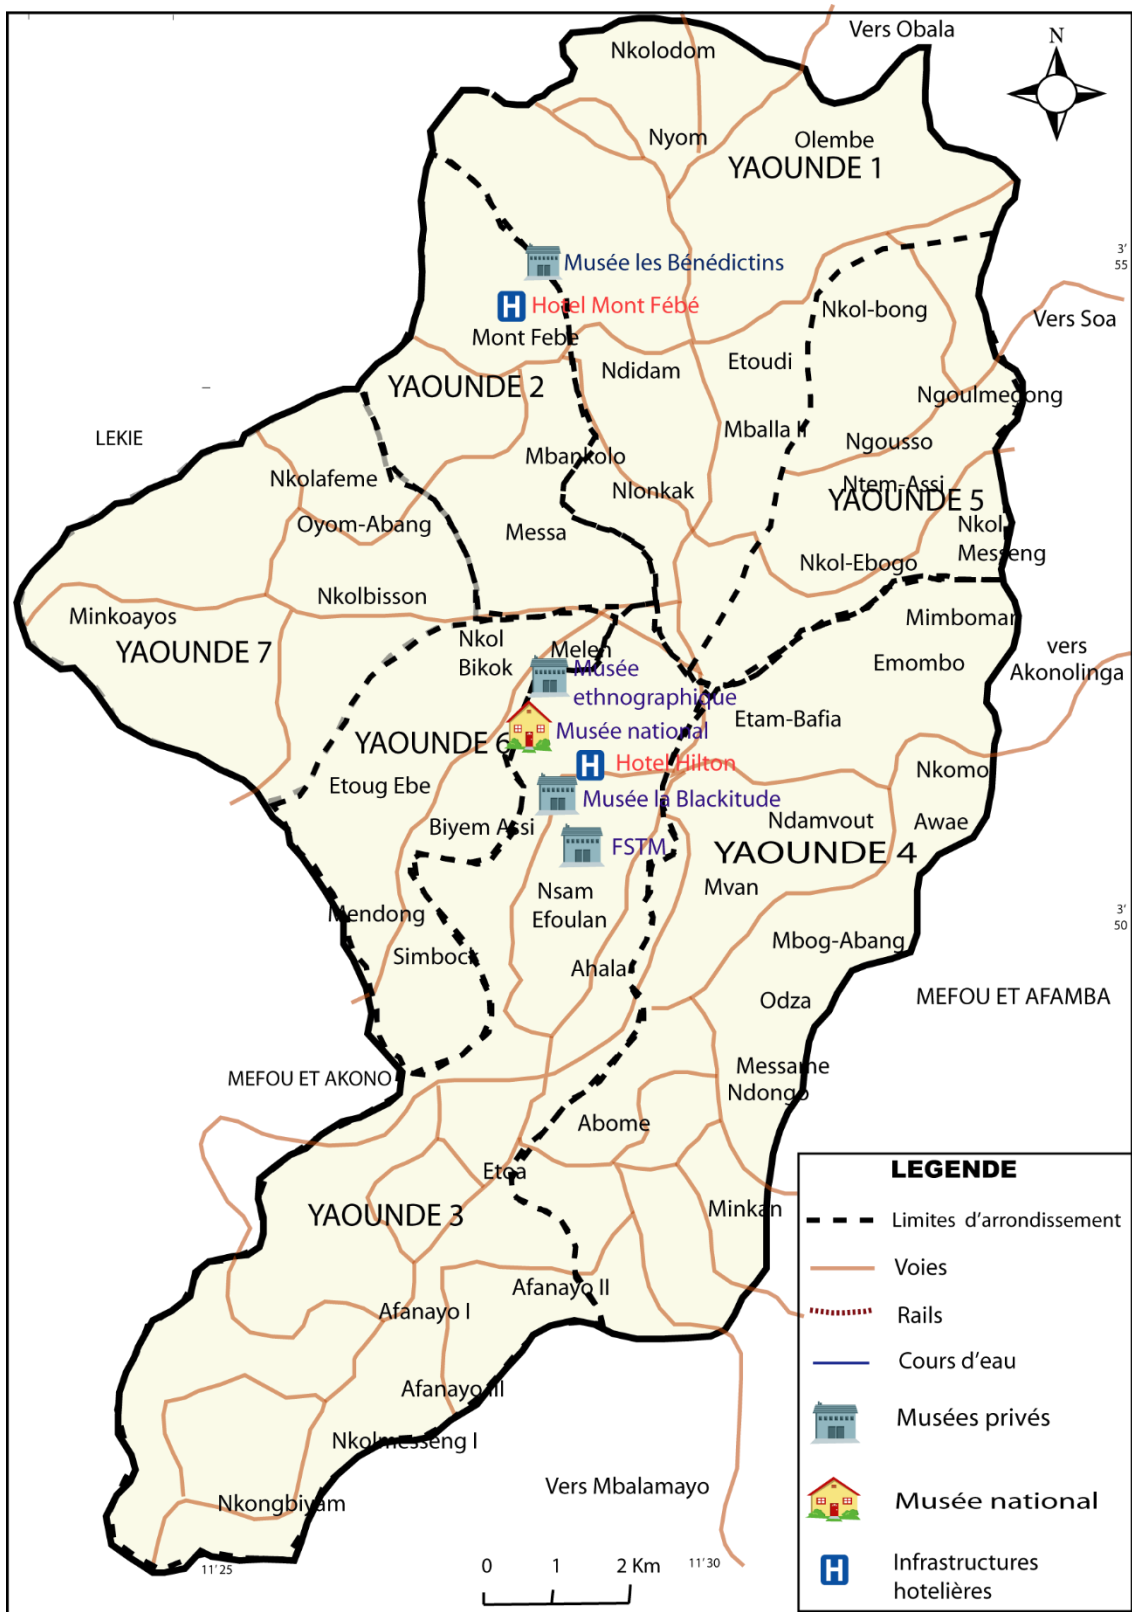 Vers Obala
N
Nkolodom
Nyom
Olembe
YAOUNDE 1
3'
55
Musée les Bénédictins
Hotel Mont Fébé
Nkol-bong
Vers Soa
Mont Febe
Ndidam
Etoudi
YAOUNDE 2
Ngoulmegong
LEKIE
Mballa II
Ngousso
Mbankolo
Nkolafeme
Nlonkak
Ntem-Assi
YAOUNDE 5
Oyom-Abang
Messa
Nkol
Messeng
Nkol-Ebogo
Nkolbisson
Minkoayos
Mimboman
YAOUNDE 7
Nkol
Bikok
Melen
Emombo
vers
Akonolinga
Musée
ethnographique
Etam-Bafia
Musée national
YAOUNDE 6
Hotel Hilton
Nkomo
Etoug Ebe
Musée la Blackitude
Biyem Assi
Ndamvout
Awae
FSTM
YAOUNDE 4
Mvan
Nsam
Efoulan
Mendong
3'
50
Simbock
Mbog-Abang
Ahala
Odza
MEFOU ET AFAMBA
Messame
Ndongo
MEFOU ET AKONO
Abome
Etoa
YAOUNDE 3
Minkan
Afanayo II
Afanayo I
Afanayo III
Nkolmesseng I
Nkongbiyam
Vers Mbalamayo
11'25
11'30
0 1 2 Km
LEGENDE
Limites d'arrondissement
Voies
Rails
Cours d'eau
Musées privés
Musée national
H
Infrastructures
hotelières
H
H